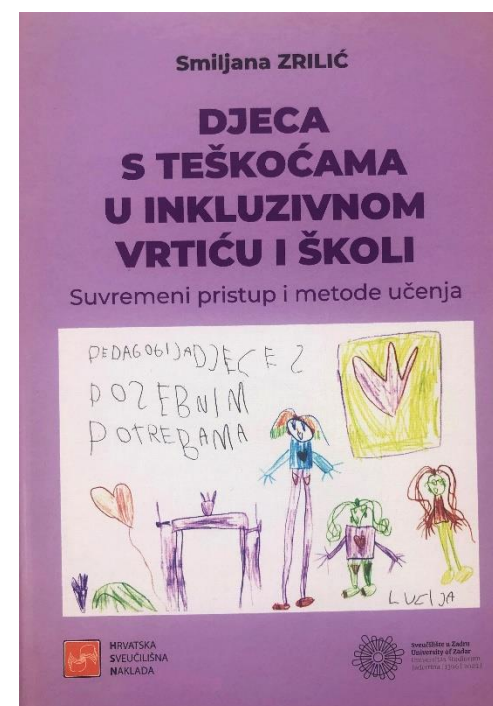 Smiljana ZRILIĆ
DJECA
S TEŠKOĆAMA
U INKLUZIVNOM
VRTIĆU I ŠKOLI
Suvremeni pristup i metode učenja
PEDAGOGIJA DJECE Z
POZEBNIM
POTREBAMA
LUCIJA
HRVATSKA
SVEUČILIŠNA
NAKLADA
Sveučilište u Zadru
University of Zadar